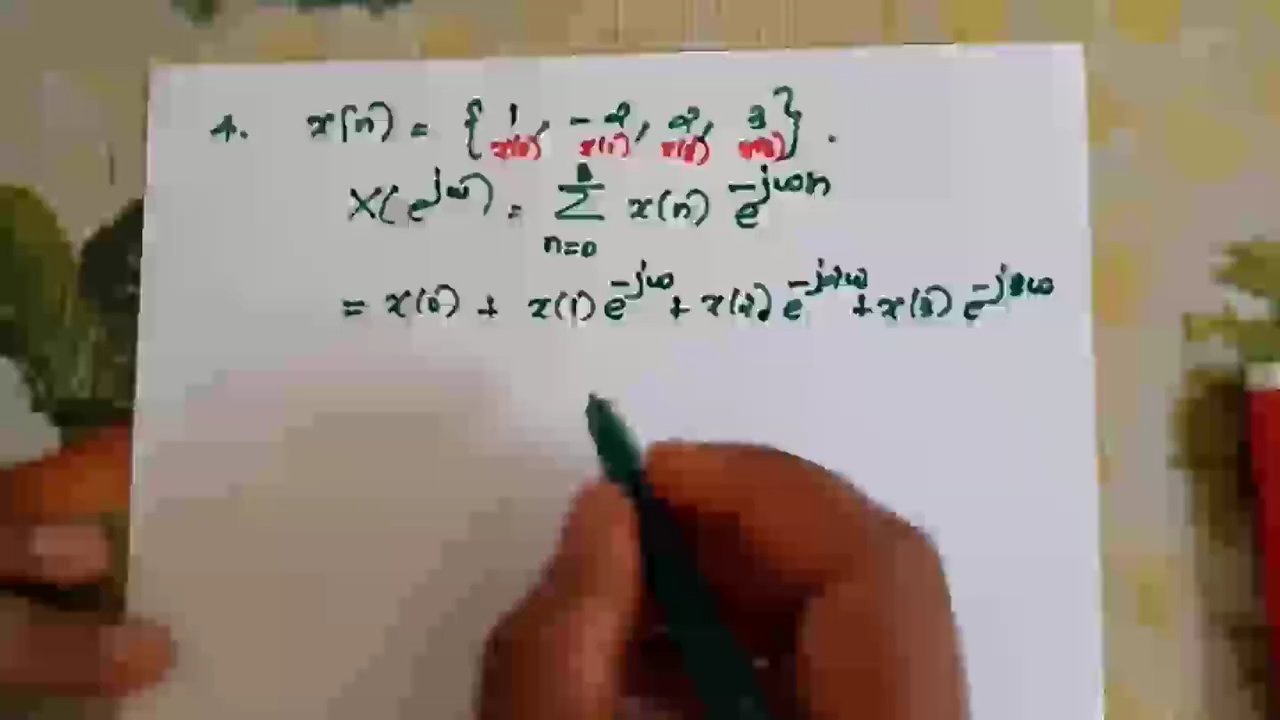 4. x(n) = {1, -2, 2, 3}.
x(0) x(1) x(2) x(3)
X(e^jω) = Σ x(n) e^-jωn
n=0
= x(0) + x(1) e^-jω + x(2) e^-j2ω + x(3) e^-j3ω